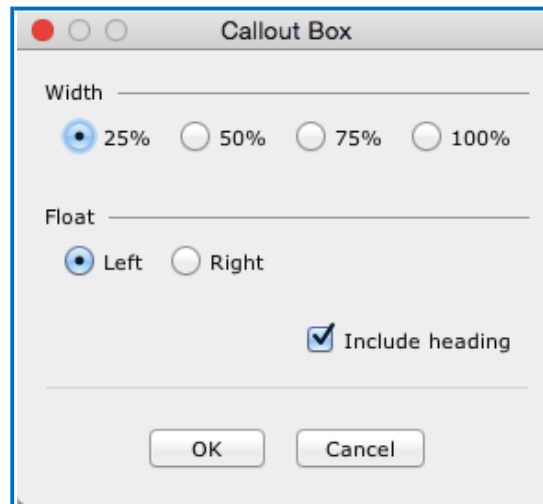 Callout Box
Width
25% 50% 75% 100%
Float
Left Right
Include heading
OK Cancel